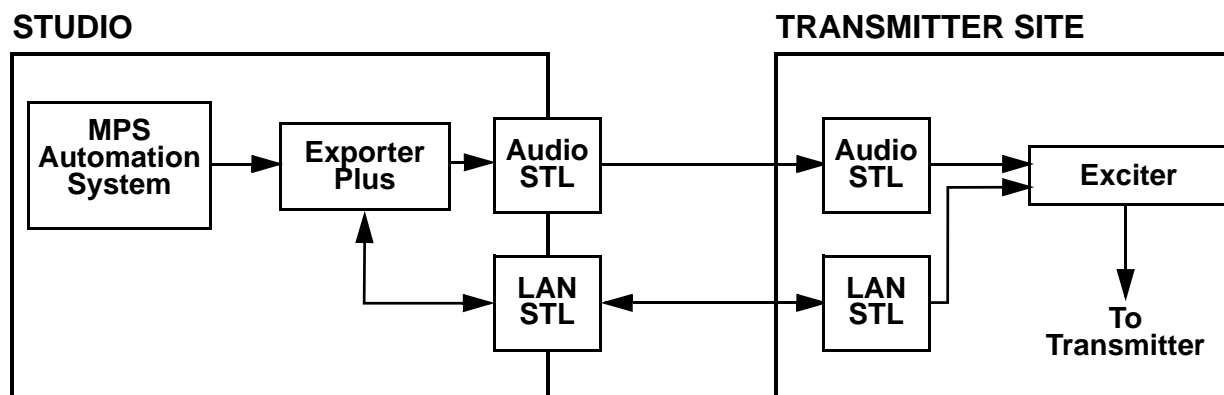 STUDIO
TRANSMITTER SITE
MPS
Automation
System
Exporter
Plus
Audio
STL
Audio
STL
Exciter
LAN
STL
LAN
STL
To
Transmitter